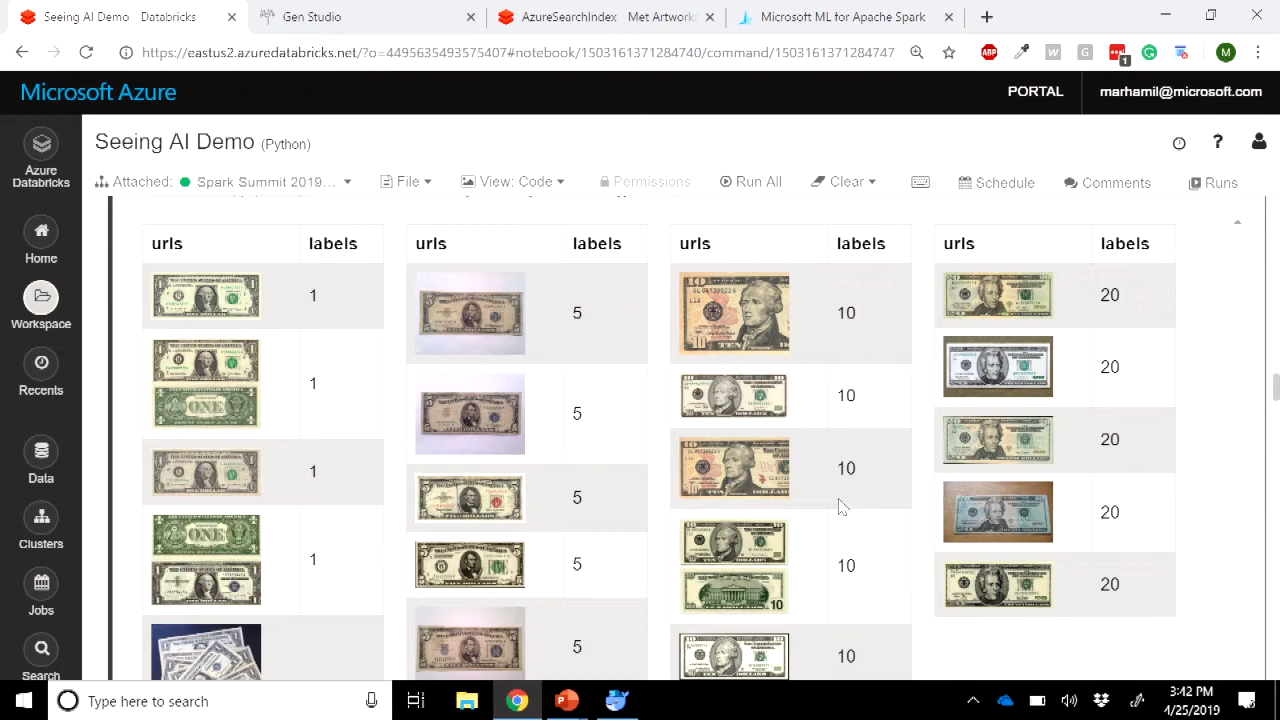 Seeing AI Demo - Databricks
Gen Studio
AzureSearchIndex - Met Artwork
Microsoft ML for Apache Spark
https://eastus2.azuredatabricks.net/?o=4495635493575407#notebook/1503161371284740/command/1503161371284747
ABP
W
G
1
M
Microsoft Azure
PORTAL
marhamil@microsoft.com
Seeing AI Demo (Python)
Attached: Spark Summit 2019...
File
View: Code
Permissions
Run All
Clear
Schedule
Comments
Runs
Azure
Databricks
Home
Workspace
Recents
Data
Clusters
Jobs
Search
urls labels urls labels urls labels urls labels
1
1
1
1
5
5
5
5
5
10
10
10
10
10
20
20
20
20
20
Type here to search
3:42 PM
4/25/2019